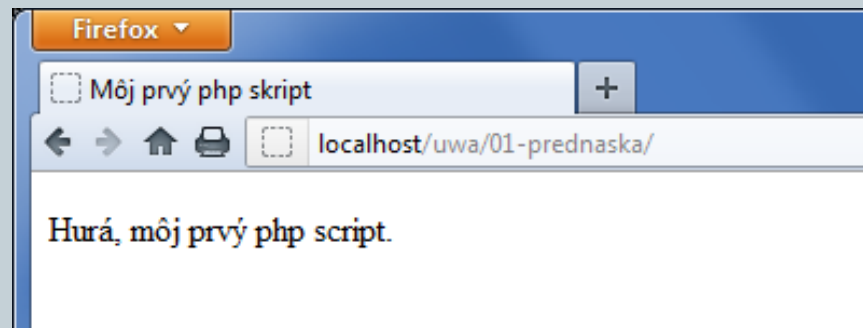 Firefox
Môj prvý php skript
localhost/uwa/01-prednaska/
Hurá, môj prvý php script.